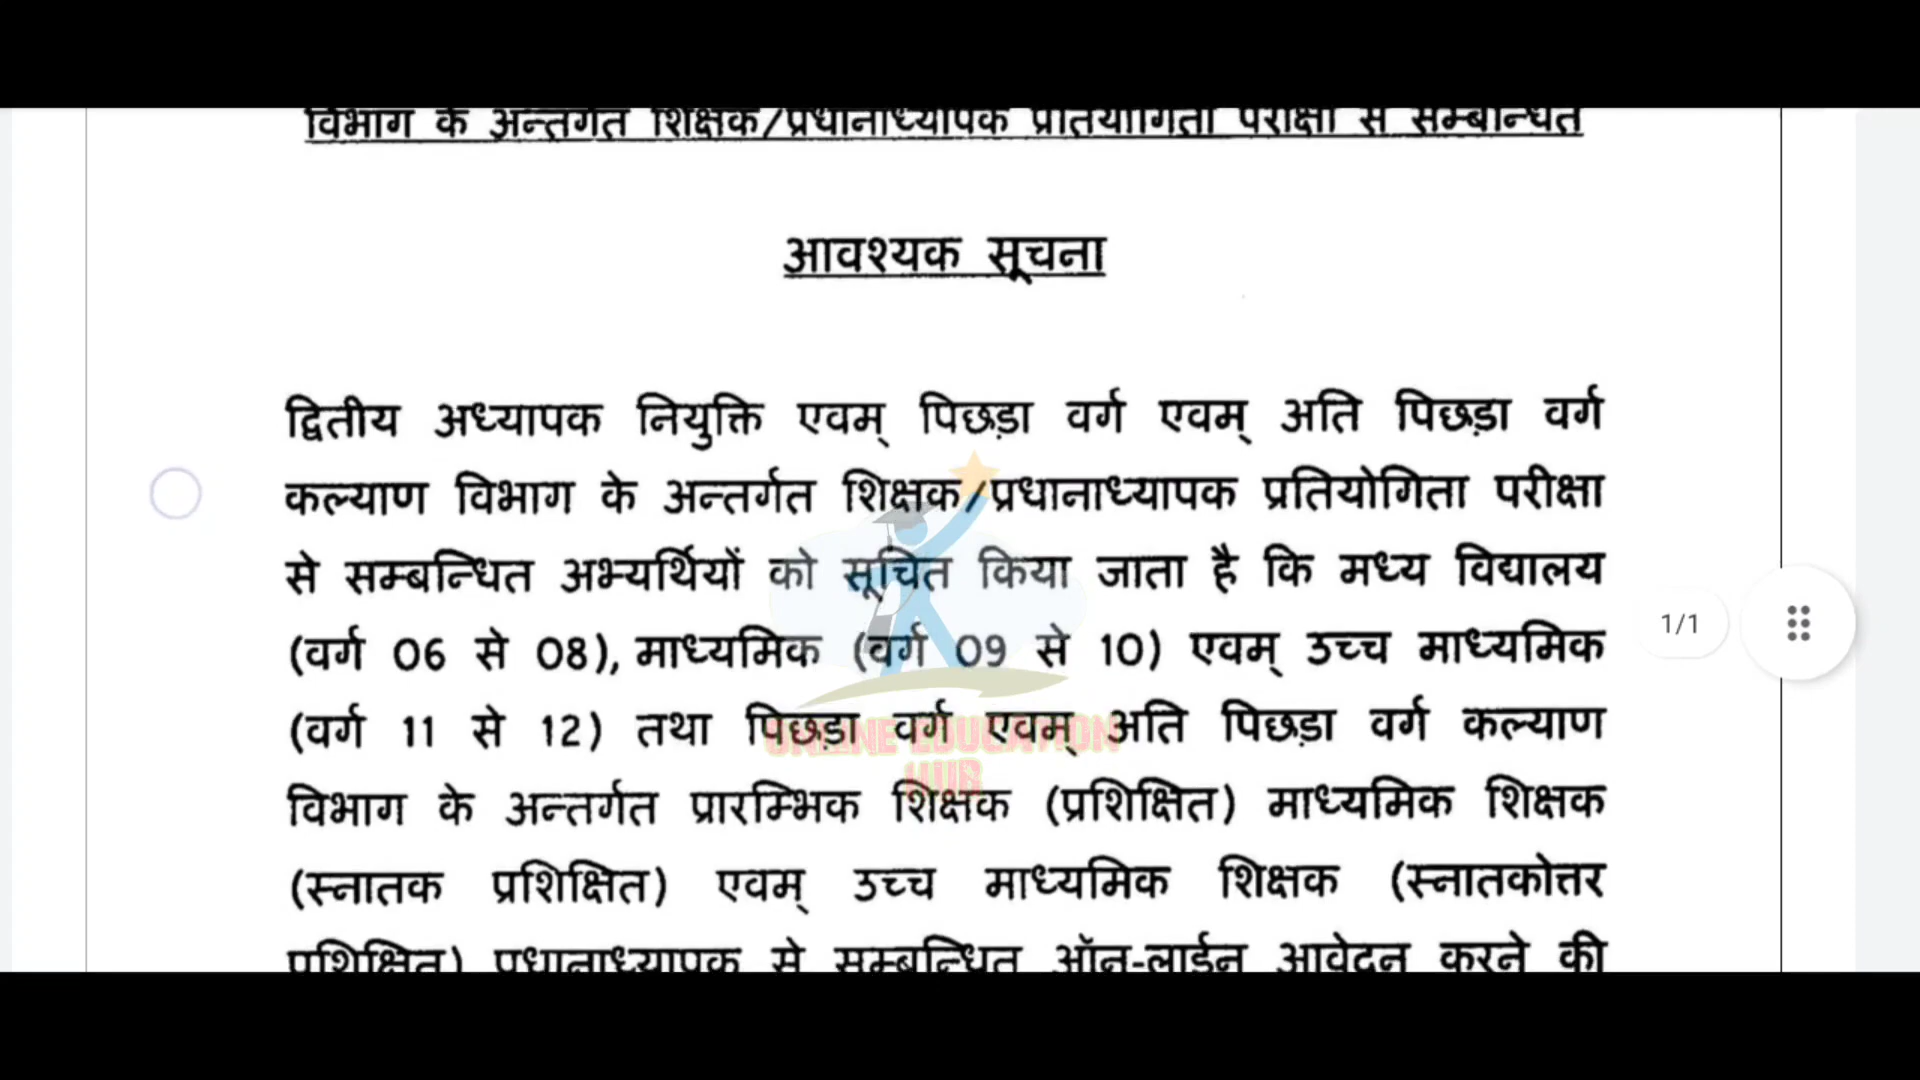 विभाग के अन्तर्गत शिक्षक/प्रधानाध्यापक प्रतियोगिता परीक्षा से सम्बन्धित
आवश्यक सूचना
द्वितीय अध्यापक नियुक्ति एवम् पिछड़ा वर्ग एवम् अति पिछड़ा वर्ग
कल्याण विभाग के अन्तर्गत शिक्षक/प्रधानाध्यापक प्रतियोगिता परीक्षा
से सम्बन्धित अभ्यर्थियों को सूचित किया जाता है कि मध्य विद्यालय
(वर्ग 06 से 08), माध्यमिक (वर्ग 09 से 10) एवम् उच्च माध्यमिक
(वर्ग 11 से 12) तथा पिछड़ा वर्ग एवम् अति पिछड़ा वर्ग कल्याण
विभाग के अन्तर्गत प्रारम्भिक शिक्षक (प्रशिक्षित) माध्यमिक शिक्षक
(स्नातक प्रशिक्षित) एवम् उच्च माध्यमिक शिक्षक (स्नातकोत्तर
प्रशिक्षित) प्रधानाध्यापक से सम्बन्धित ऑन-लाईन आवेदन करने की
1/1
ONLINE EDUCATION
HUB